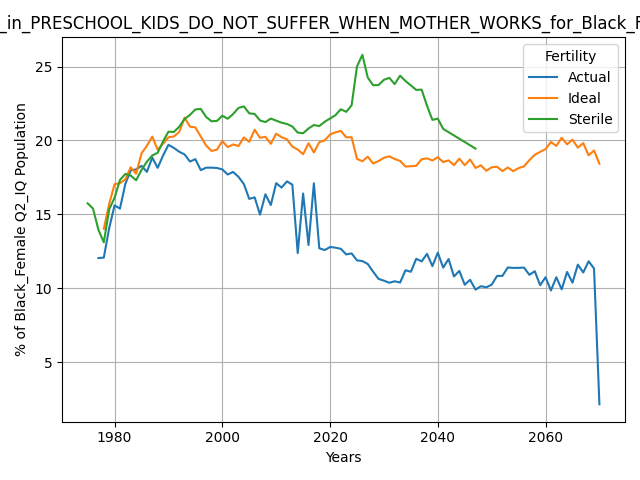 _in_PRESCHOOL_KIDS_DO_NOT_SUFFER_WHEN_MOTHER_WORKS_for_Black_F
% of Black_Female Q2_IQ Population
25
20
15
10
5
Fertility
Actual
Ideal
Sterile
1980
2000
2020
2040
2060
Years